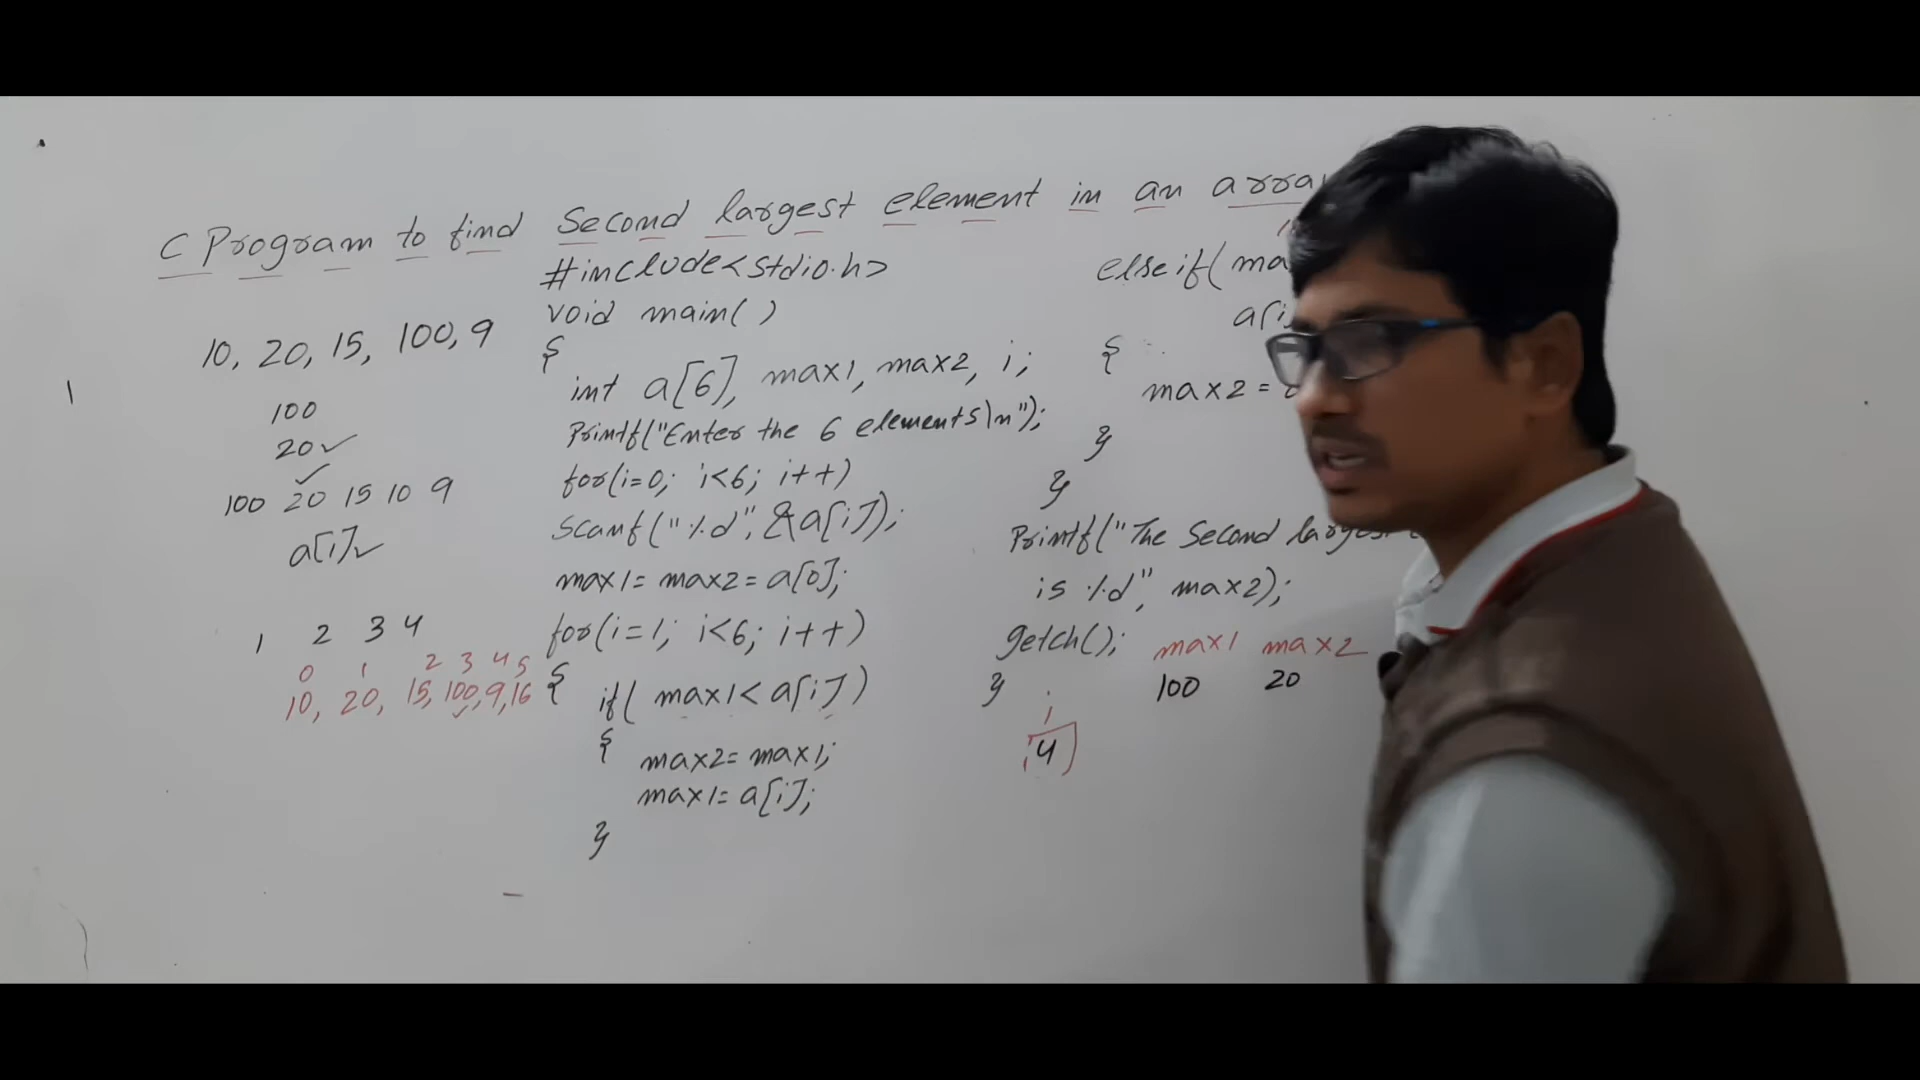 C Program to find Second largest element in an
10, 20, 15, 100, 9
100
20 ✓
✓
100 20 15 10 9
a[i] ✓
1 2 3 4
0 1 2 3 4 5
10, 20, 15, 100, 9, 16
1
#include<stdio.h>
void main()
{
int a[6], max1, max2, i;
Printf("Enter the 6 elements\n");
for(i=0; i<6; i++)
Scanf("%d", &a[i]);
max1= max2= a[0];
for(i=1; i<6; i++)
{
if( max1< a[i])
{
max2= max1;
max1= a[i];
}
else if(
{
max2 =
}
}
Printf("The Second
is %d", max2);
getch();
}
max1 max2
100 20
i
4